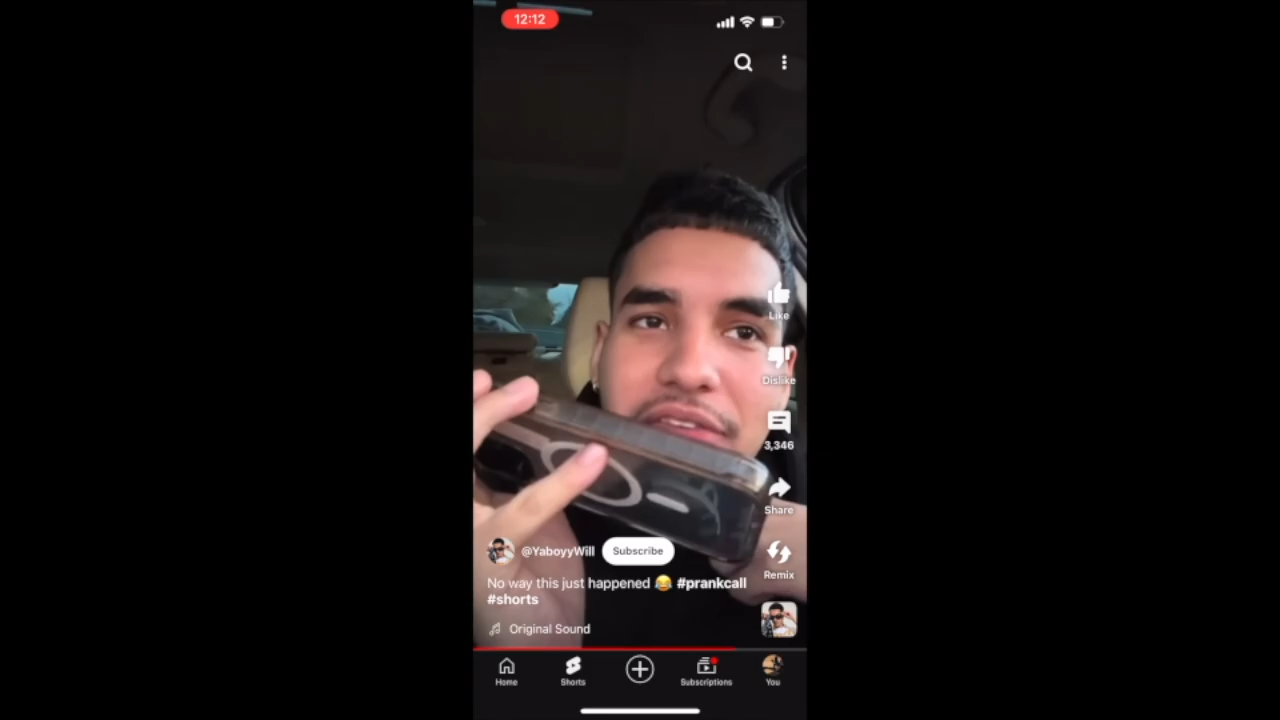 12:12
Like
Dislike
3,346
Share
@YaboyyWill Subscribe
No way this just happened 😂 #prankcall
#shorts
Remix
Original Sound
Home Shorts Subscriptions You